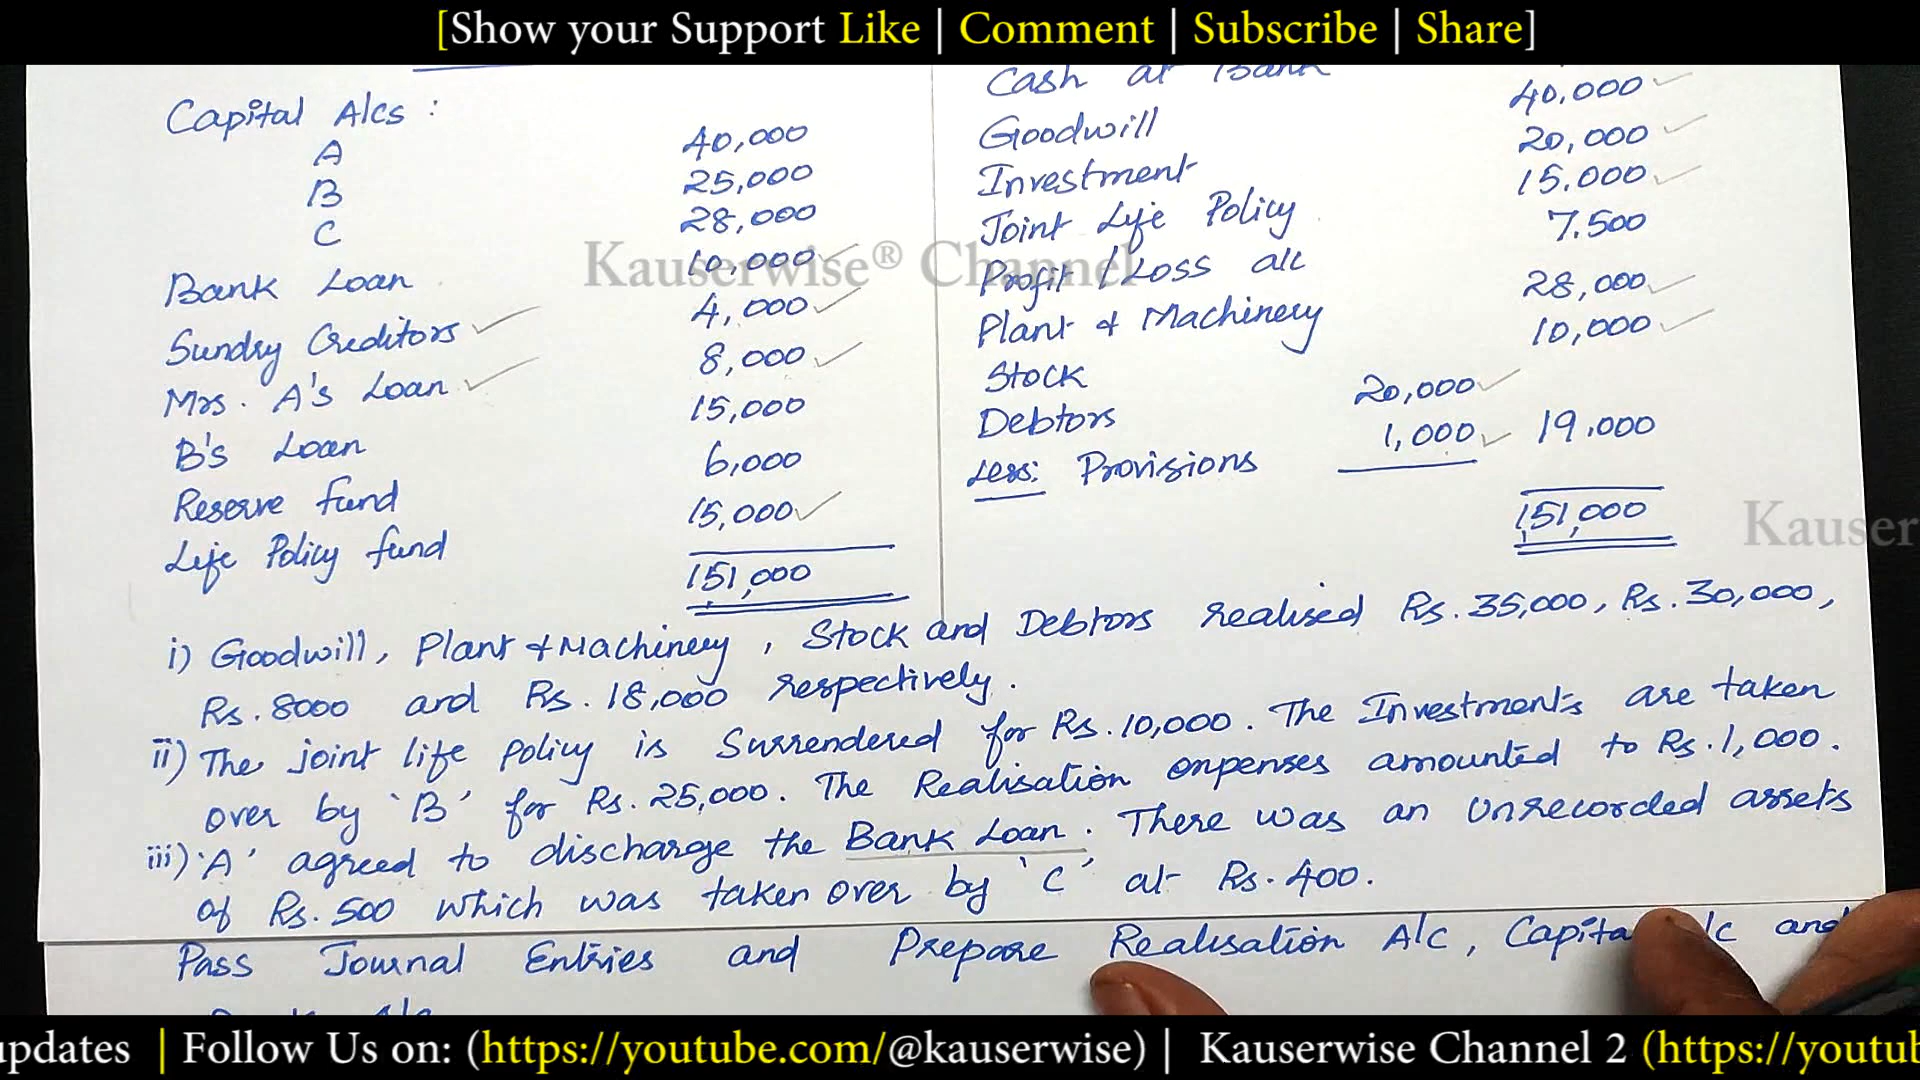 [Show your Support Like | Comment | Subscribe | Share]
Capital A/cs :
A 40,000
B 25,000
C 28,000
Bank Loan 10,000
Sundry Creditors 4,000
Mrs. A's Loan 8,000
B's Loan 15,000
Reserve fund 6,000
Life Policy fund 15,000
151,000
Cash at Bank
Goodwill 40,000
Investment 20,000
Joint Life Policy 15,000
Profit / Loss a/c 7,500
Plant & Machinery 28,000
Stock 10,000
Debtors 20,000
Less: Provisions 1,000 19,000
151,000
Kauserwise® Channel
Kauser
i) Goodwill, Plant & Machinery, Stock and Debtors realised Rs. 35,000, Rs. 30,000,
Rs. 8000 and Rs. 18,000 respectively.
ii) The joint life policy is Surrendered for Rs. 10,000. The Investments are taken
over by 'B' for Rs. 25,000. The Realisation expenses amounted to Rs. 1,000.
iii) 'A' agreed to discharge the Bank Loan. There was an unrecorded assets
of Rs. 500 which was taken over by 'C' at Rs. 400.
Pass Journal Entries and Prepare Realisation A/c, Capital and
updates | Follow Us on: (https://youtube.com/@kauserwise) | Kauserwise Channel 2 (https://youtub